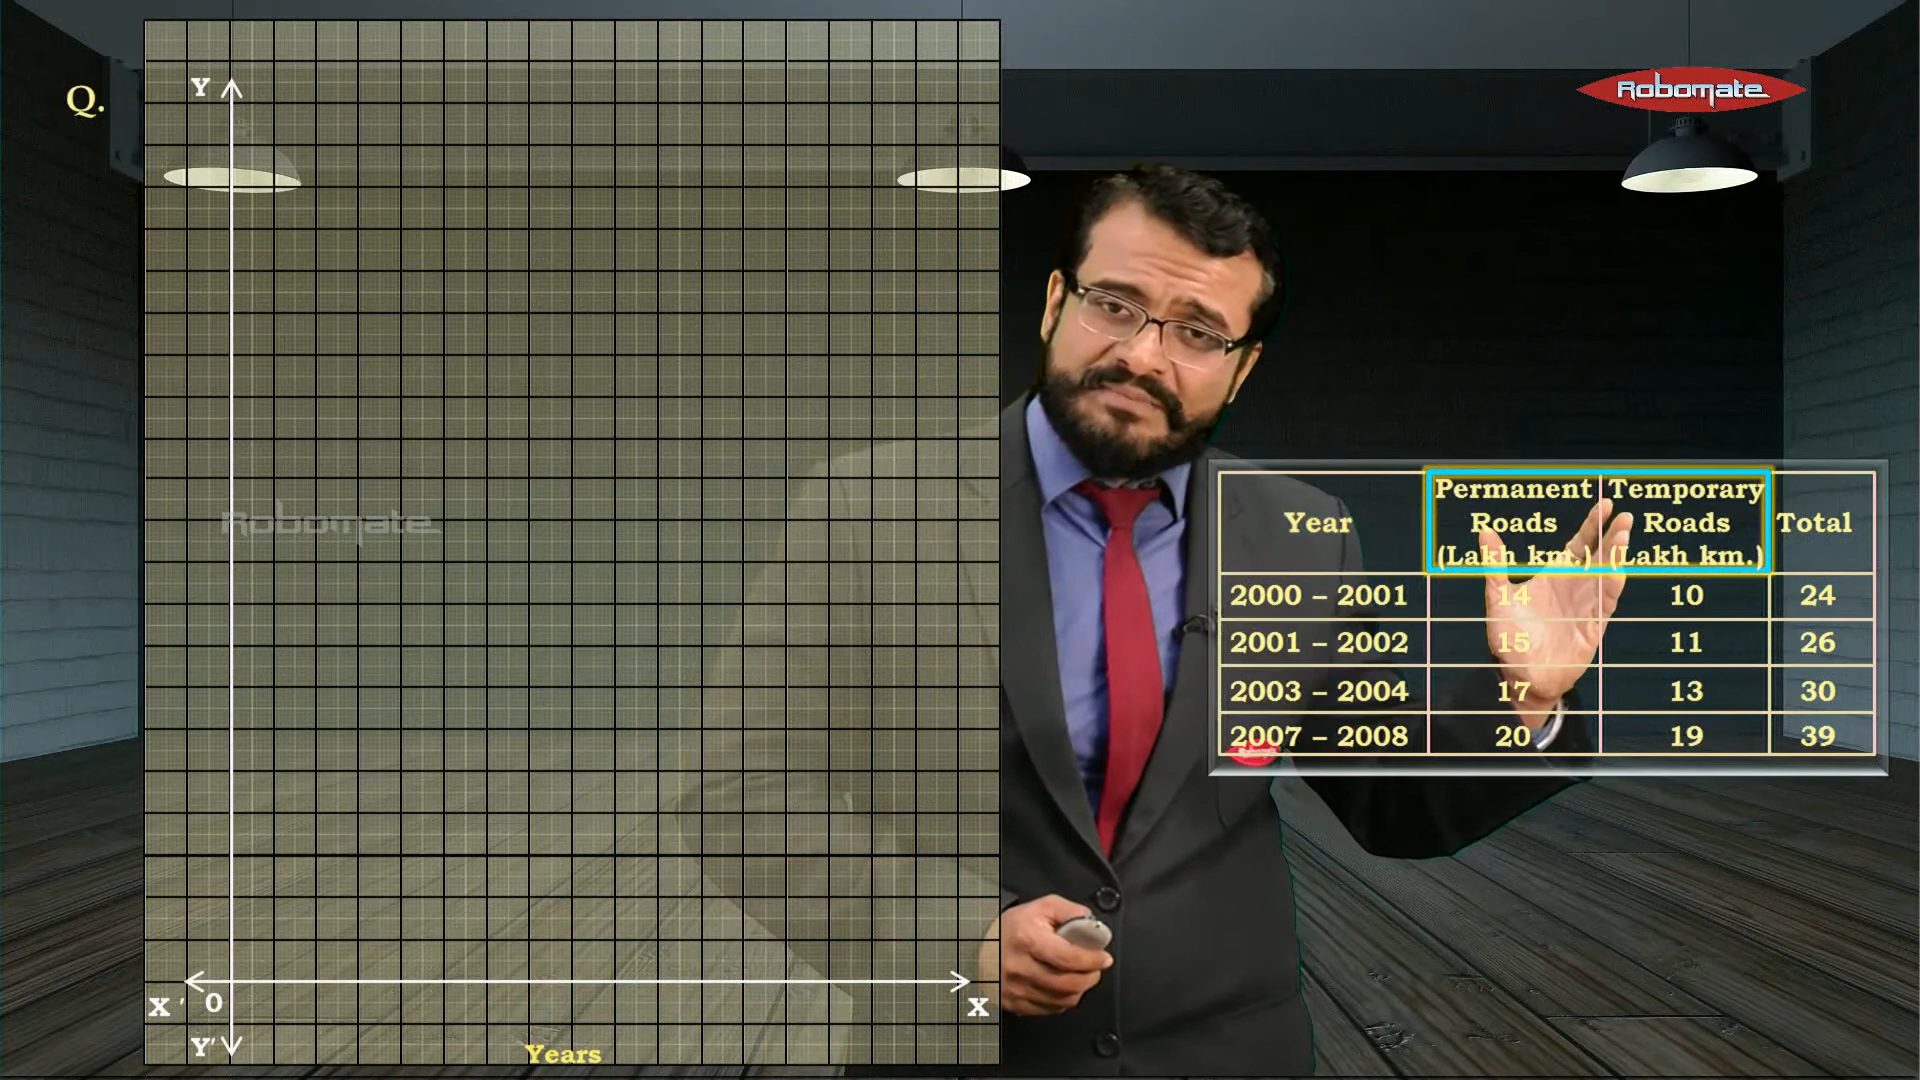 Robomate
Q.
Y
Robomate
X ′
O
X
Y′
Years
Year
Permanent Roads (Lakh km.)
Temporary Roads (Lakh km.)
Total
2000 – 2001 14 10 24
2001 – 2002 15 11 26
2003 – 2004 17 13 30
2007 – 2008 20 19 39
Robomate